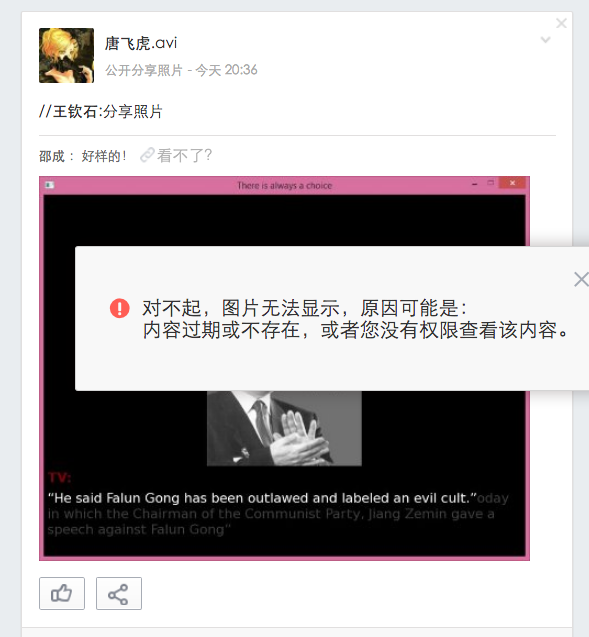 唐飞虎.avi
公开分享照片 - 今天 20:36
//王钦石:分享照片
邵成：好样的！ 看不了?
There is always a choice
对不起，图片无法显示，原因可能是：
内容过期或不存在，或者您没有权限查看该内容。
TV:
“He said Falun Gong has been outlawed and labeled an evil cult.”oday
in which the Chairman of the Communist Party, Jiang Zemin gave a
speech against Falun Gong”